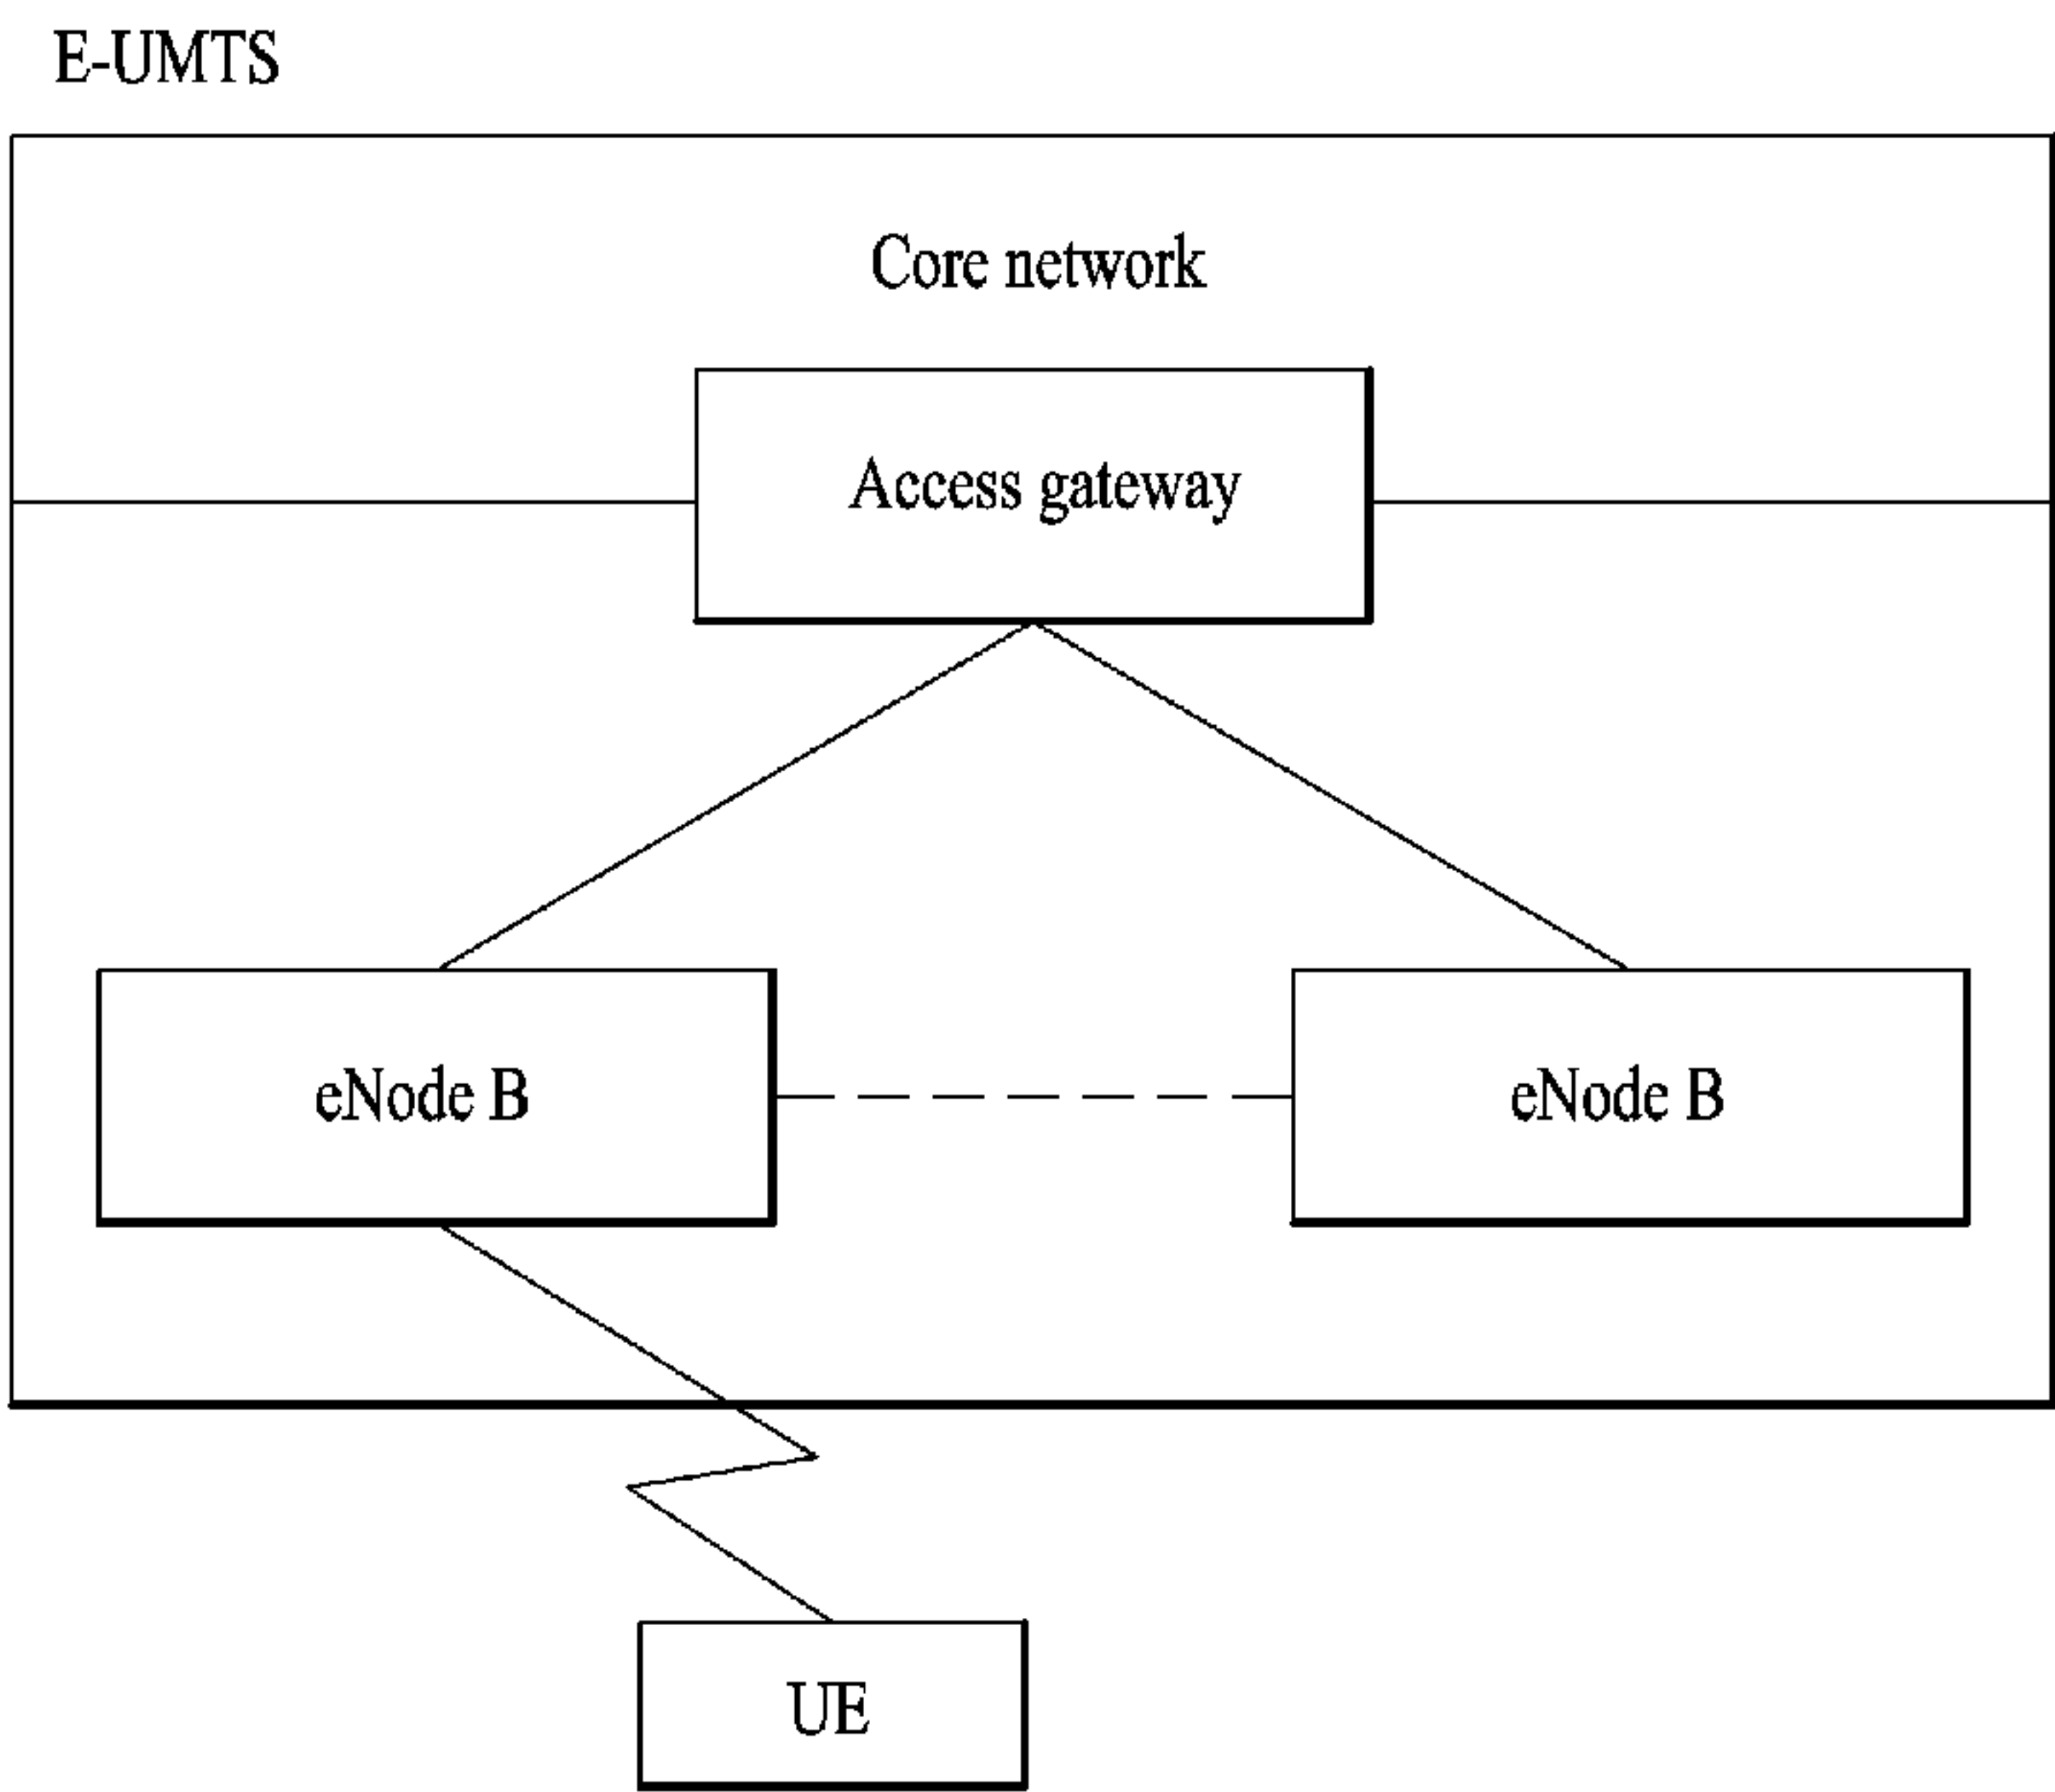 E-UMTS
Core network
Access gateway
eNode B
eNode B
UE